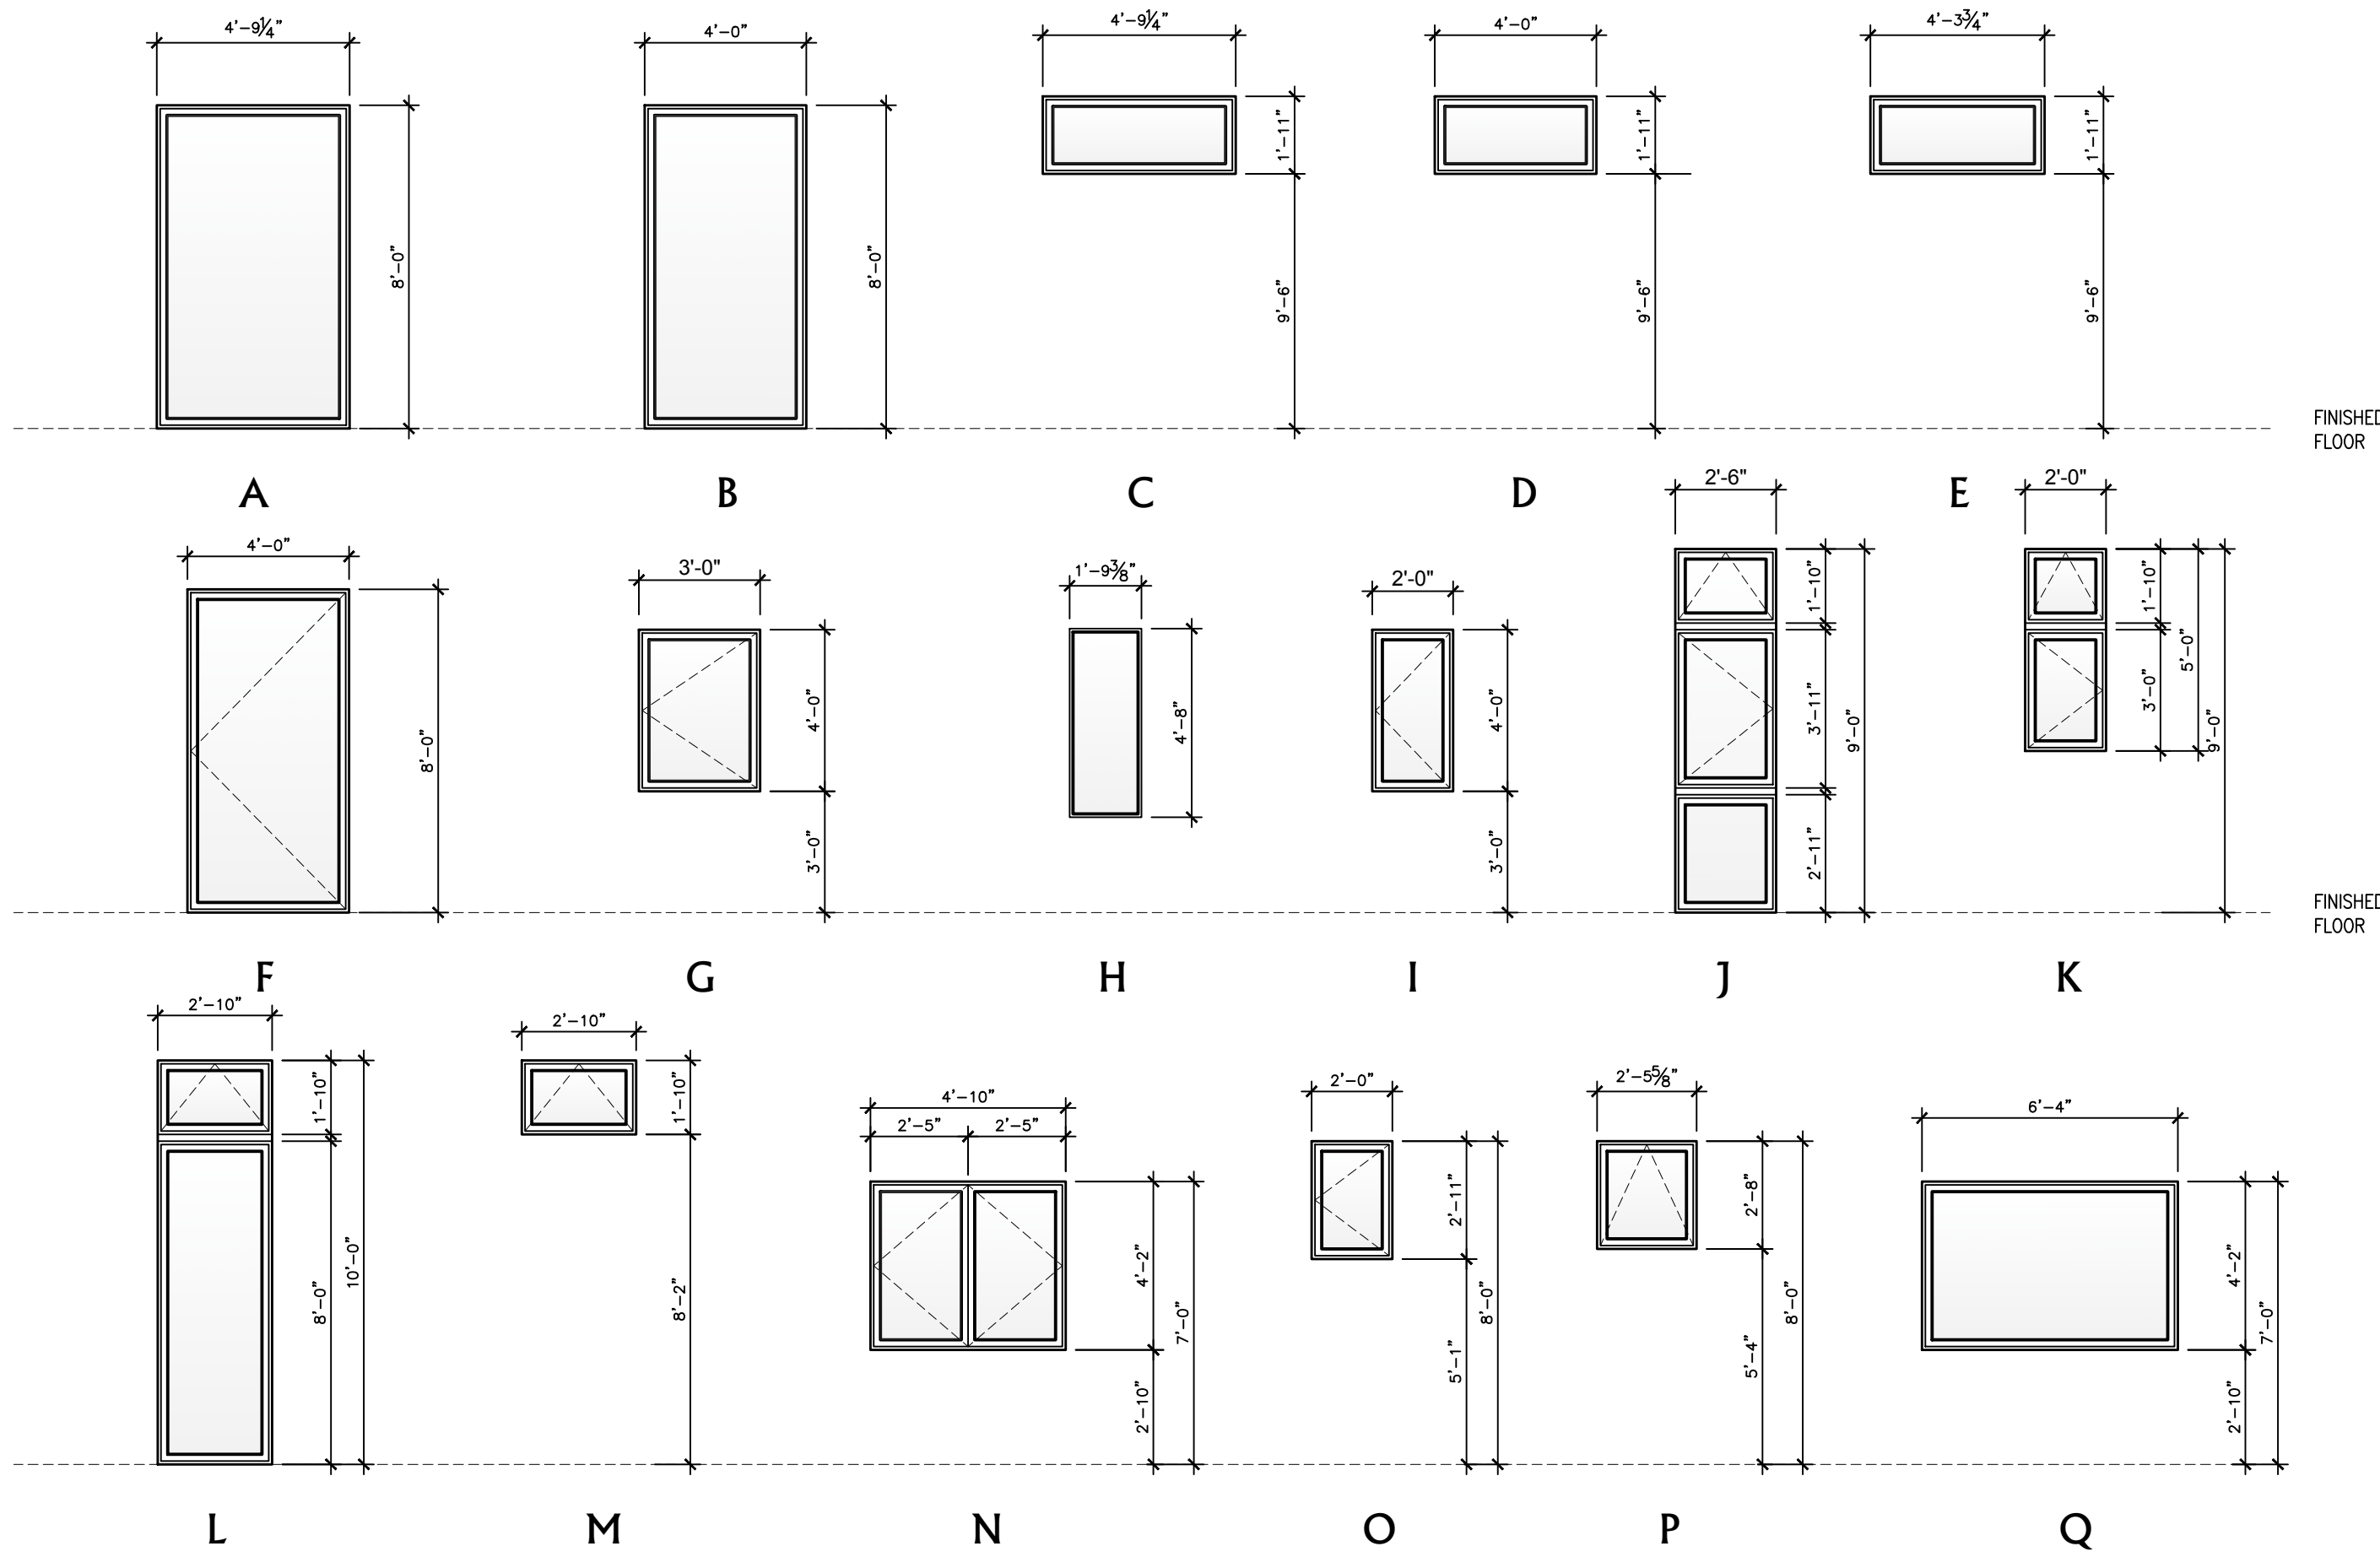 4'-9¼"
4'-0"
4'-9¼"
4'-0"
4'-3¾"
8'-0"
8'-0"
1'-11"
9'-6"
1'-11"
9'-6"
1'-11"
9'-6"
FINISHED
FLOOR
A
B
C
D
E
4'-0"
3'-0"
1'-9⅜"
2'-0"
2'-6"
2'-0"
8'-0"
4'-0"
3'-0"
4'-8"
4'-0"
3'-0"
1'-10"
3'-11"
2'-11"
9'-0"
1'-10"
3'-0"
5'-0"
9'-0"
FINISHED
FLOOR
F
G
H
I
J
K
2'-10"
1'-10"
8'-0"
10'-0"
2'-10"
1'-10"
8'-2"
4'-10"
2'-5"
2'-5"
4'-2"
2'-10"
7'-0"
2'-0"
2'-11"
5'-1"
8'-0"
2'-5⅝"
2'-8"
5'-4"
8'-0"
6'-4"
4'-2"
2'-10"
7'-0"
L
M
N
O
P
Q